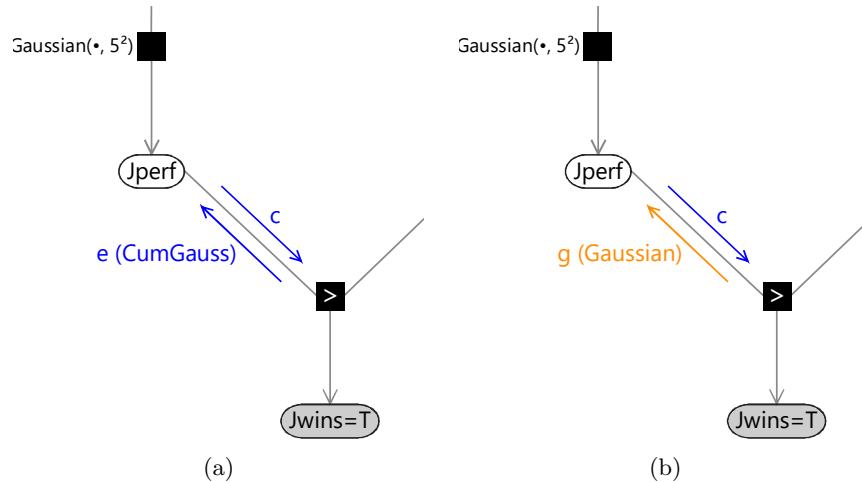 Gaussian(•, 5²)
Jperf
c
e (CumGauss)
>
Jwins=T
(a)
Gaussian(•, 5²)
Jperf
c
g (Gaussian)
>
Jwins=T
(b)